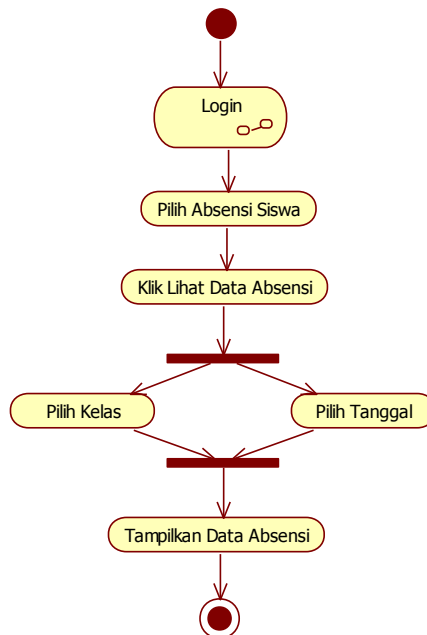 Login
Pilih Absensi Siswa
Klik Lihat Data Absensi
Pilih Kelas
Pilih Tanggal
Tampilkan Data Absensi